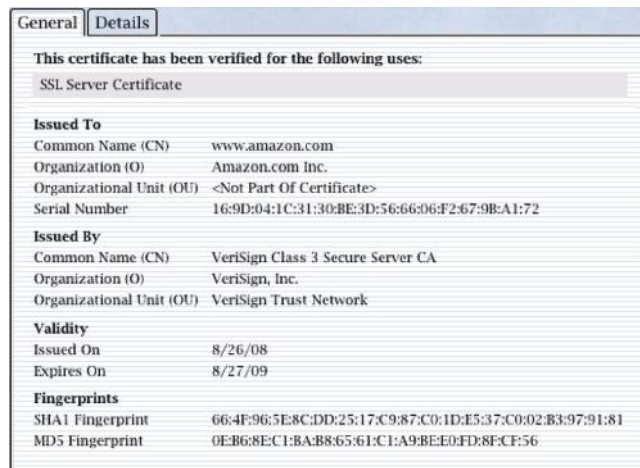 General Details
This certificate has been verified for the following uses:
SSL Server Certificate
Issued To
Common Name (CN) www.amazon.com
Organization (O) Amazon.com Inc.
Organizational Unit (OU) <Not Part Of Certificate>
Serial Number 16:9D:04:1C:31:30:BE:3D:56:66:06:F2:67:9B:A1:72
Issued By
Common Name (CN) VeriSign Class 3 Secure Server CA
Organization (O) VeriSign, Inc.
Organizational Unit (OU) VeriSign Trust Network
Validity
Issued On 8/26/08
Expires On 8/27/09
Fingerprints
SHA1 Fingerprint 66:4F:96:5E:8C:DD:25:17:C9:87:C0:1D:E5:37:C0:02:B3:97:91:81
MD5 Fingerprint 0E:B6:8E:C1:BA:B8:65:61:C1:A9:BE:E0:FD:8F:CF:56